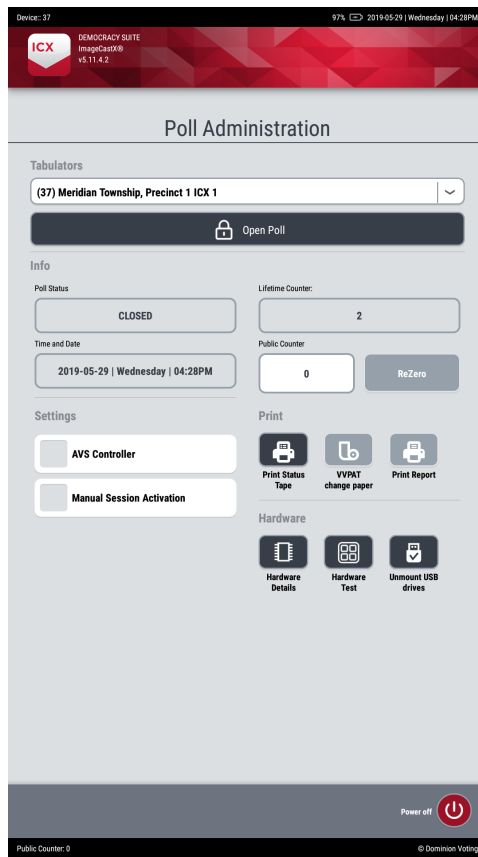 Device:: 37
97% 2019-05-29 | Wednesday | 04:28PM
ICX
DEMOCRACY SUITE
ImageCastX®
v5.11.4.2
Poll Administration
Tabulators
(37) Meridian Township, Precinct 1 ICX 1
Open Poll
Info
Poll Status
Lifetime Counter:
CLOSED
2
Time and Date
Public Counter
2019-05-29 | Wednesday | 04:28PM
0
ReZero
Settings
Print
AVS Controller
Manual Session Activation
Print Status
Tape
VVPAT
change paper
Print Report
Hardware
Hardware
Details
Hardware
Test
Unmount USB
drives
Power off
Public Counter: 0
© Dominion Voting